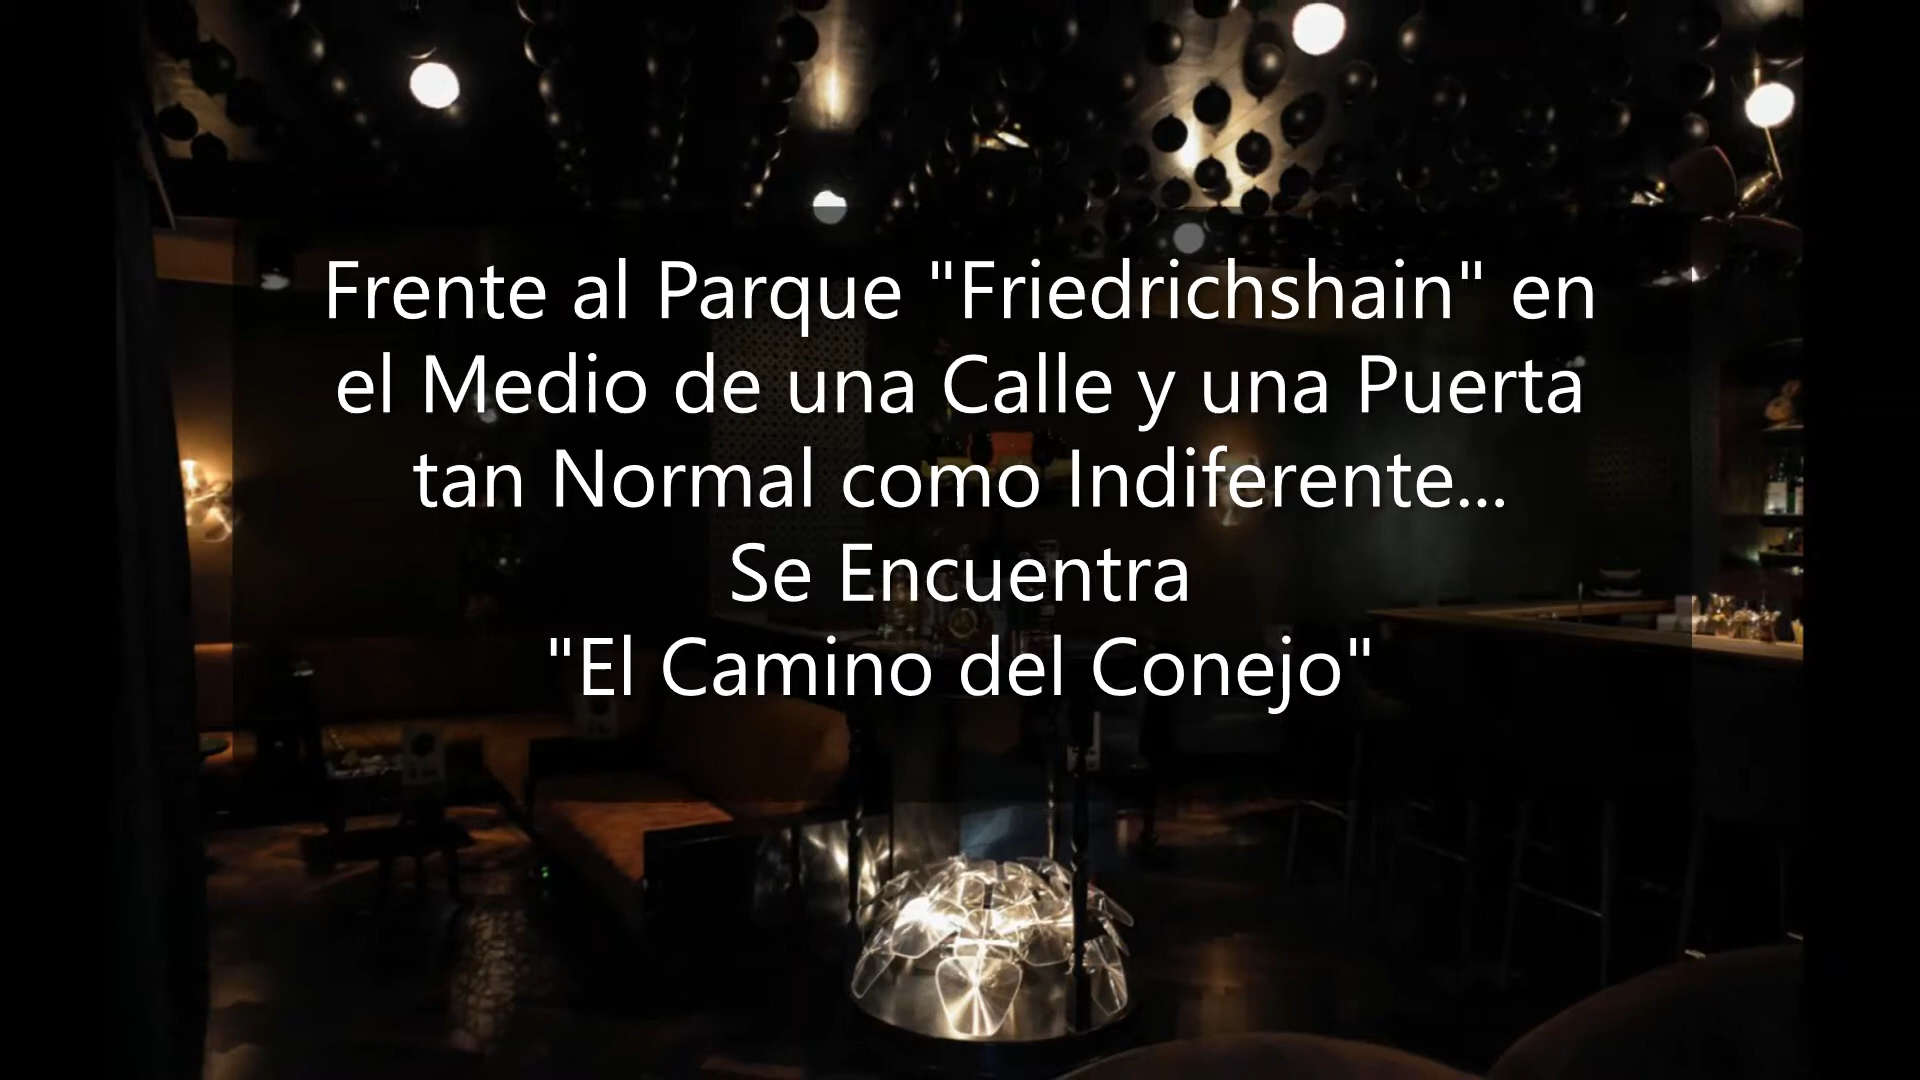 Frente al Parque "Friedrichshain" en
el Medio de una Calle y una Puerta
tan Normal como Indiferente...
Se Encuentra
"El Camino del Conejo"